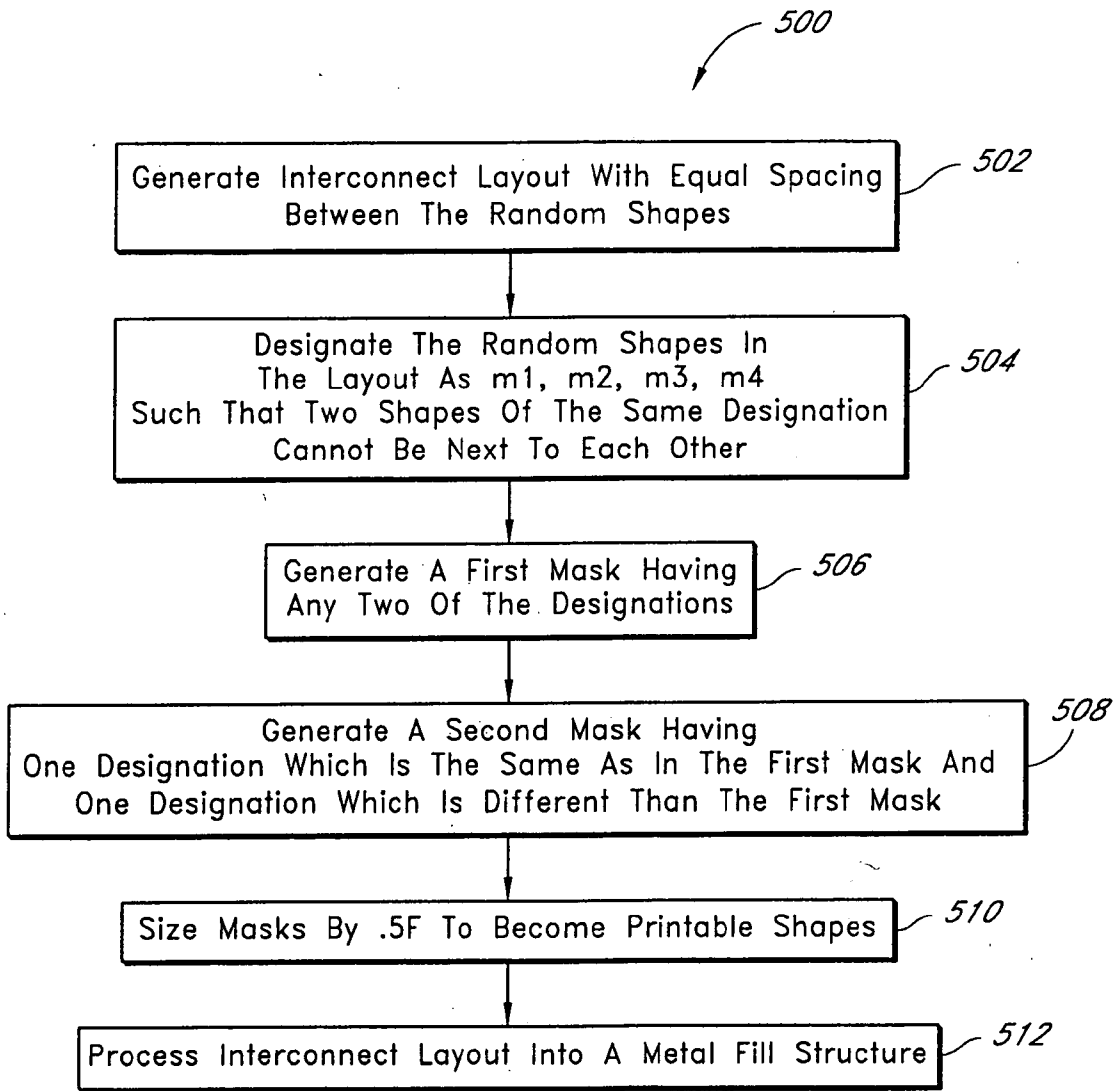 500
Generate Interconnect Layout With Equal Spacing
Between The Random Shapes
502
Designate The Random Shapes In
The Layout As m1, m2, m3, m4
Such That Two Shapes Of The Same Designation
Cannot Be Next To Each Other
504
Generate A First Mask Having
Any Two Of The Designations
506
Generate A Second Mask Having
One Designation Which Is The Same As In The First Mask And
One Designation Which Is Different Than The First Mask
508
Size Masks By .5F To Become Printable Shapes
510
Process Interconnect Layout Into A Metal Fill Structure
512